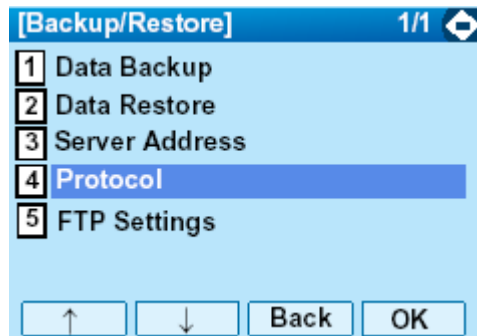 [Backup/Restore] 1/1
1 Data Backup
2 Data Restore
3 Server Address
4 Protocol
5 FTP Settings
↑ ↓ Back OK